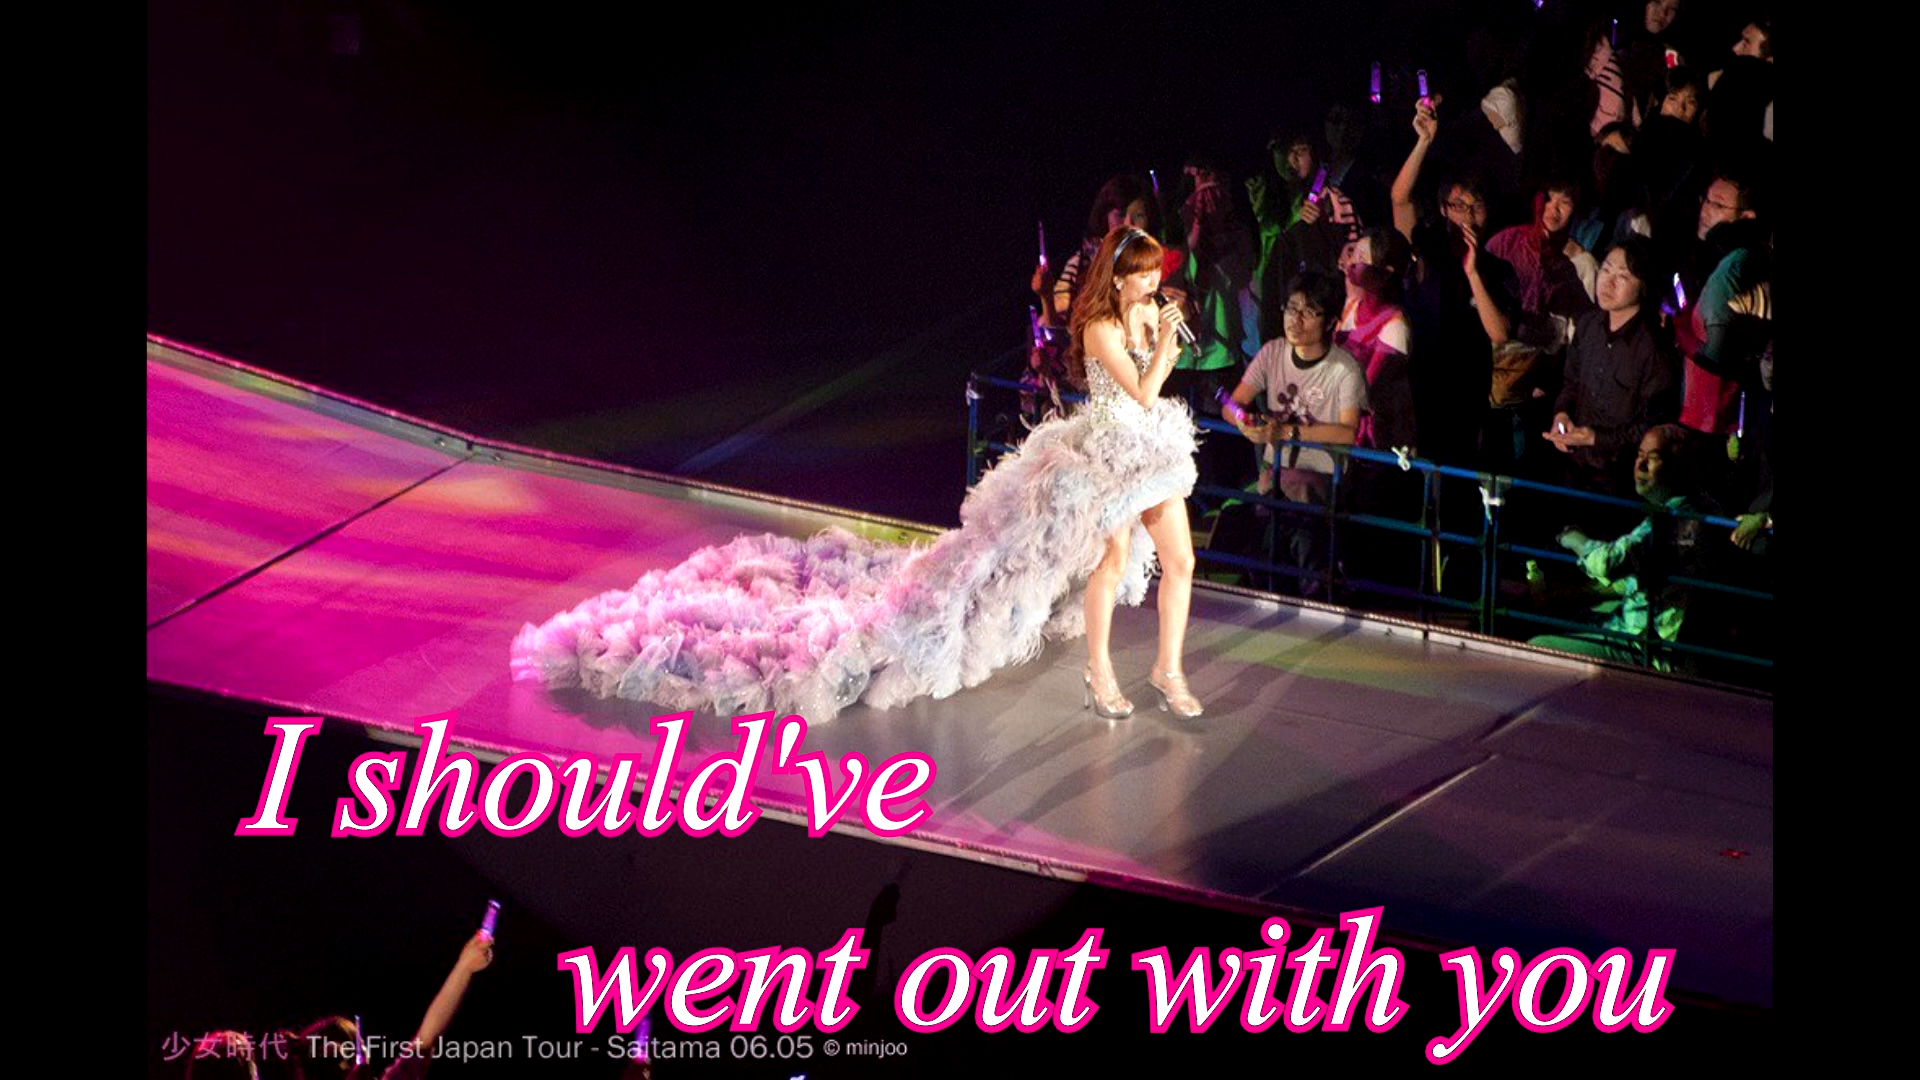 I should've
went out with you
少女時代 The First Japan Tour - Saitama 06.05 © minjoo